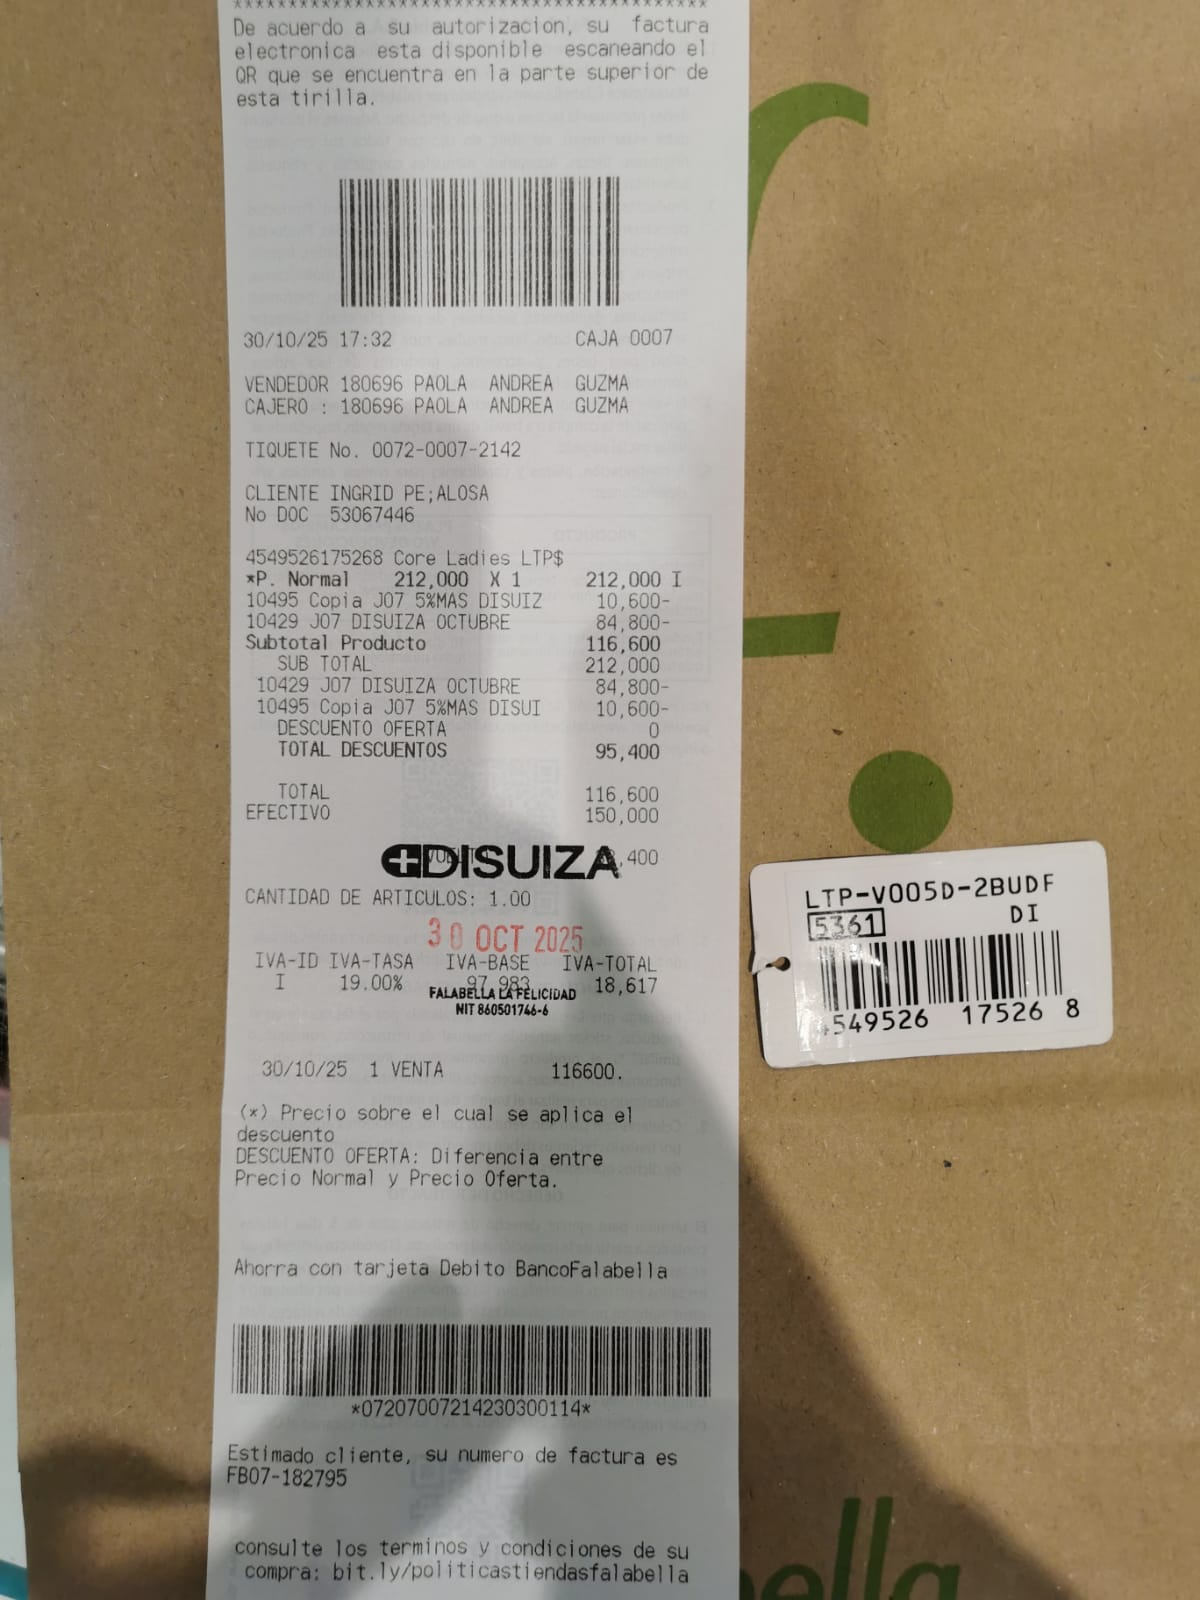 De acuerdo a su autorizacion, su factura
electronica esta disponible escaneando el
QR que se encuentra en la parte superior de
esta tirilla.
30/10/25 17:32 CAJA 0007
VENDEDOR 180696 PAOLA ANDREA GUZMA
CAJERO : 180696 PAOLA ANDREA GUZMA
TIQUETE No. 0072-0007-2142
CLIENTE INGRID PE;ALOSA
No DOC 53067446
4549526175268 Core Ladies LTP$
*P. Normal 212,000 X 1 212,000 I
10495 Copia J07 5%MAS DISUIZ 10,600-
10429 J07 DISUIZA OCTUBRE 84,800-
Subtotal Producto 116,600
SUB TOTAL 212,000
10429 J07 DISUIZA OCTUBRE 84,800-
10495 Copia J07 5%MAS DISUI 10,600-
DESCUENTO OFERTA 0
TOTAL DESCUENTOS 95,400
TOTAL 116,600
EFECTIVO 150,000
DISUIZA ,400
CANTIDAD DE ARTICULOS: 1.00
30 OCT 2025
IVA-ID IVA-TASA IVA-BASE IVA-TOTAL
I 19.00% 97,983 18,617
FALABELLA LA FELICIDAD
NIT 860501746-6
30/10/25 1 VENTA 116600.
(*) Precio sobre el cual se aplica el
descuento
DESCUENTO OFERTA: Diferencia entre
Precio Normal y Precio Oferta.
Ahorra con tarjeta Debito BancoFalabella
*07207007214230300114*
Estimado cliente, su numero de factura es
FB07-182795
consulte los terminos y condiciones de su
compra: bit.ly/politicastiendasfalabella
LTP-V005D-2BUDF
5361 DI
4549526 17526 8
ella